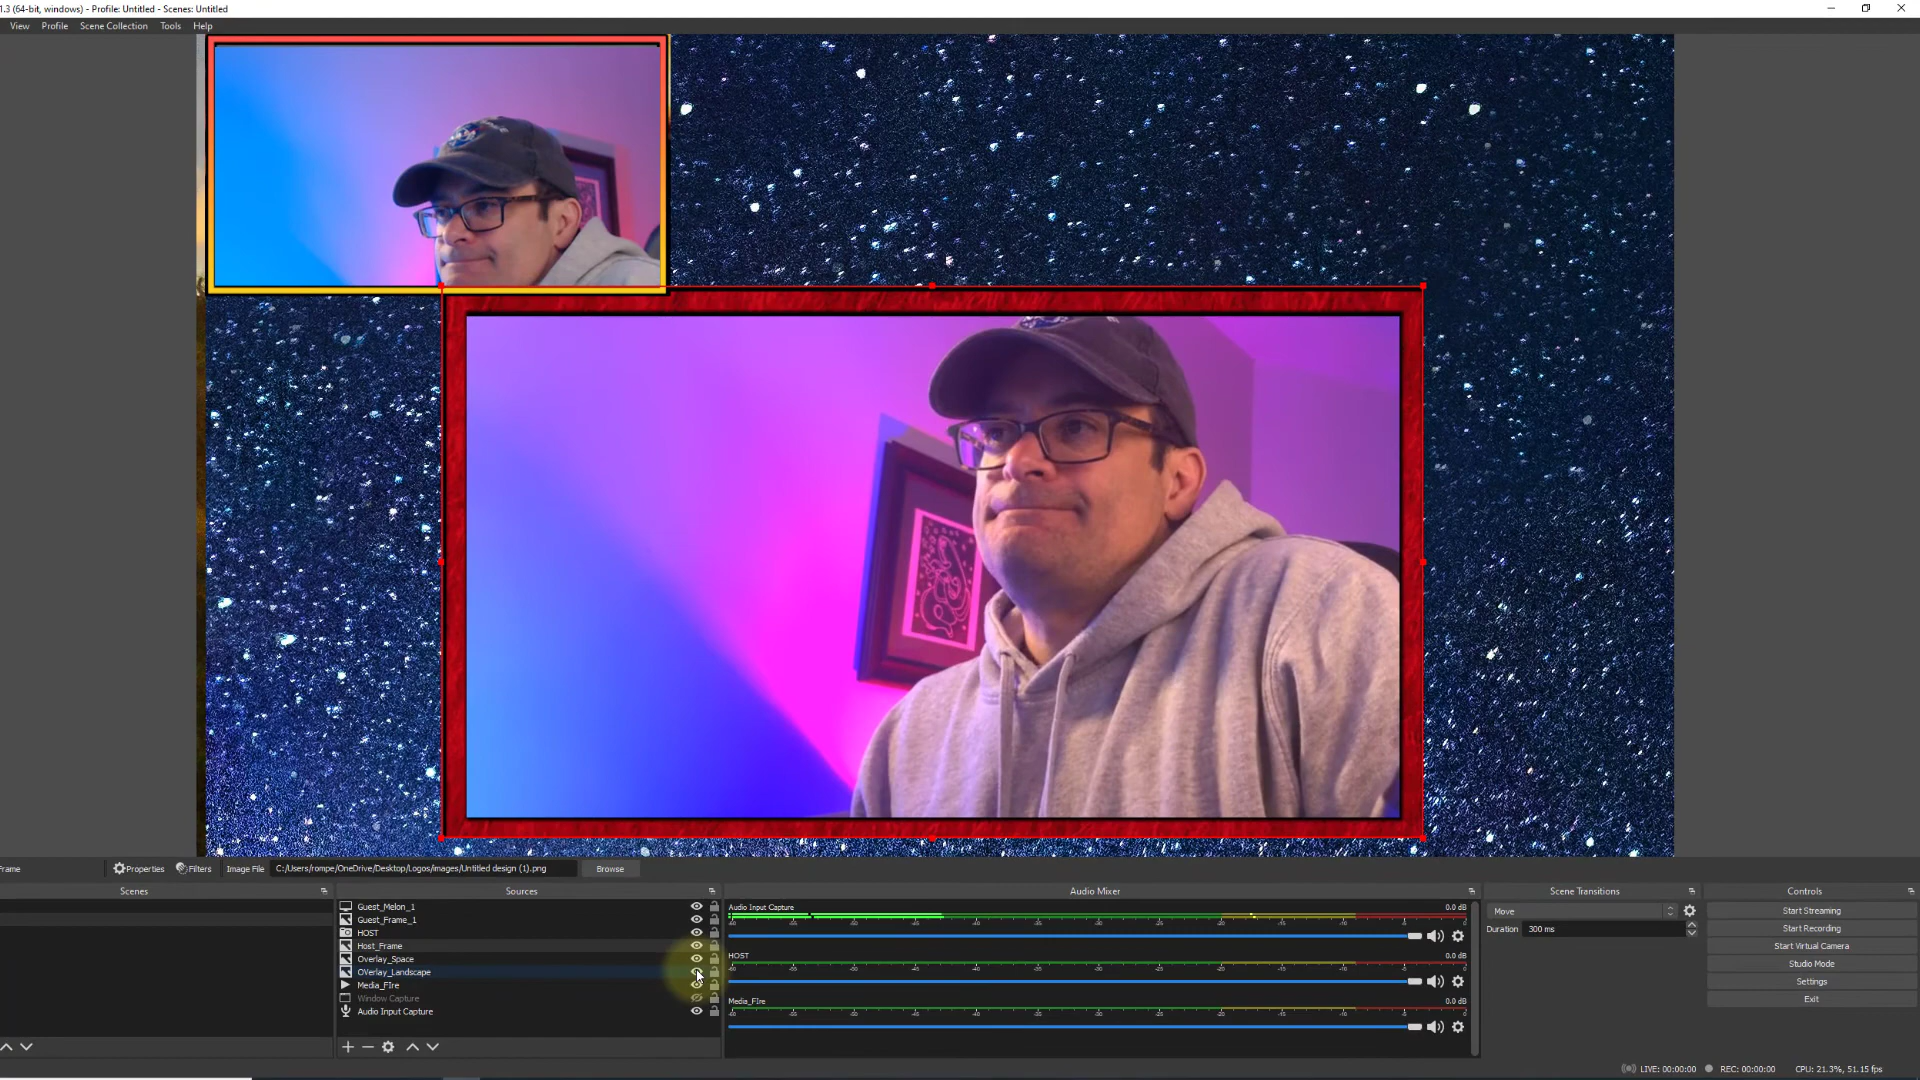 1.3 (64-bit, windows) - Profile: Untitled - Scenes: Untitled
View Profile Scene Collection Tools Help
Frame Properties Filters Image File C:/Users/rompe/OneDrive/Desktop/Logos/images/Untitled design (1).png Browse
Scenes
Sources
Guest_Melon_1
Guest_Frame_1
HOST
Host_Frame
Overlay_Space
OVerlay_Landscape
Media_FIre
Window Capture
Audio Input Capture
Audio Mixer
Audio Input Capture 0.0 dB
HOST 0.0 dB
Media_FIre 0.0 dB
Scene Transitions
Move
Duration 300 ms
Controls
Start Streaming
Start Recording
Start Virtual Camera
Studio Mode
Settings
Exit
LIVE: 00:00:00 REC: 00:00:00 CPU: 21.3%, 51.15 fps